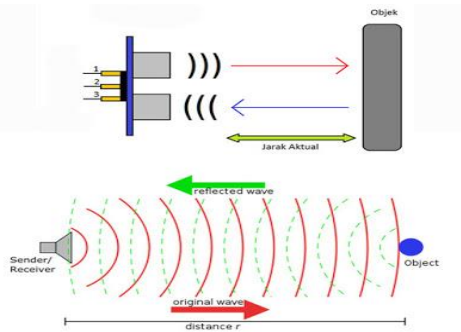 Objek
1
2
3
Jarak Aktual
reflected wave
Sender/
Receiver
Object
original wave
distance r